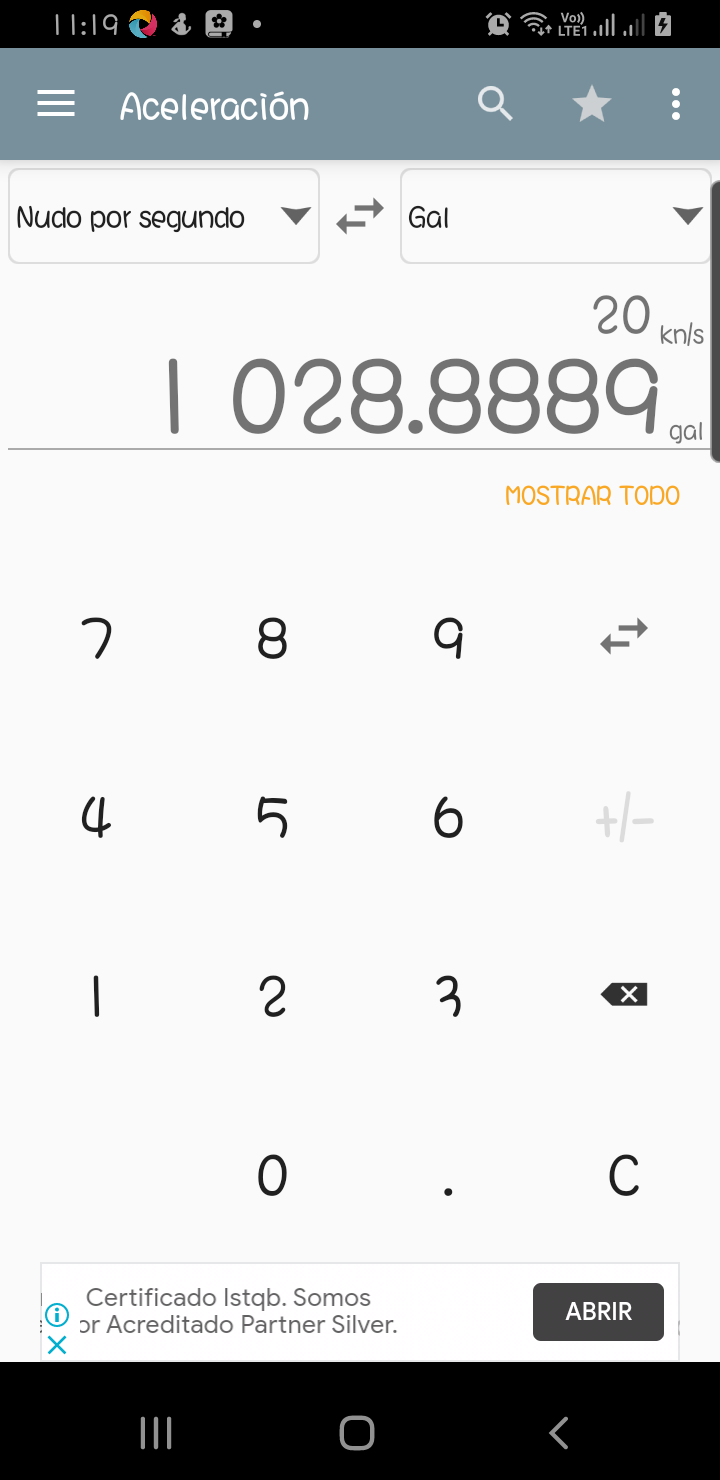 11:19 Vo)) LTE1
Aceleración
Nudo por segundo Gal
20 kn/s
1 028.8889 gal
MOSTRAR TODO
7 8 9
4 5 6 +/-
1 2 3
0 . C
Certificado Istqb. Somos
or Acreditado Partner Silver.
ABRIR